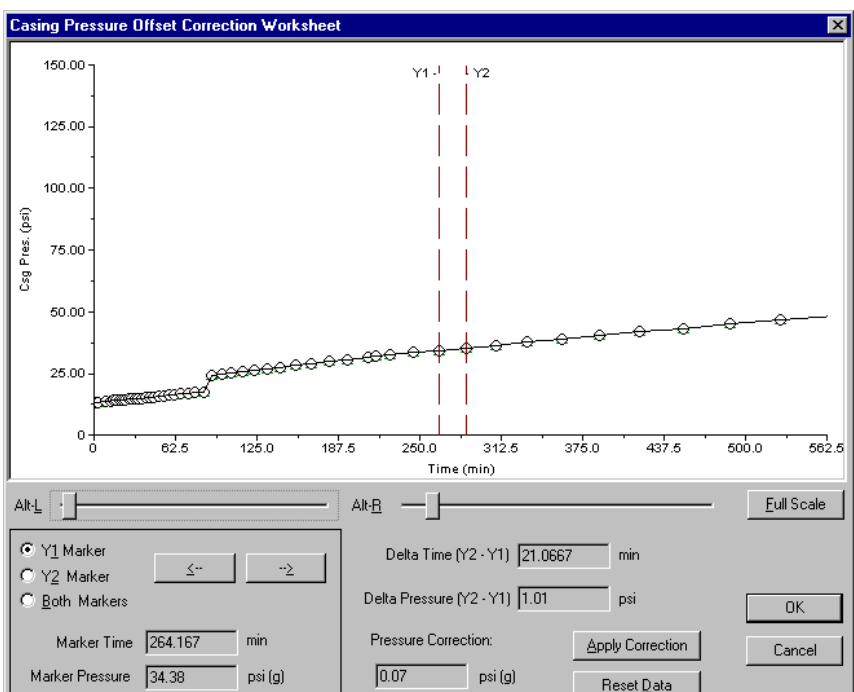 Casing Pressure Offset Correction Worksheet
150.00
125.00
100.00
75.00
50.00
25.00
0
Csg Pres. (psi)
Y1
Y2
0 62.5 125.0 187.5 250.0 312.5 375.0 437.5 500.0 562.5
Time (min)
Alt-L
Alt-R
Full Scale
Y1 Marker
Y2 Marker
Both Markers
<--
-->
Marker Time 264.167 min
Marker Pressure 34.38 psi (g)
Delta Time (Y2 - Y1) 21.0667 min
Delta Pressure (Y2 - Y1) 1.01 psi
Pressure Correction:
0.07 psi (g)
Apply Correction
Reset Data
OK
Cancel